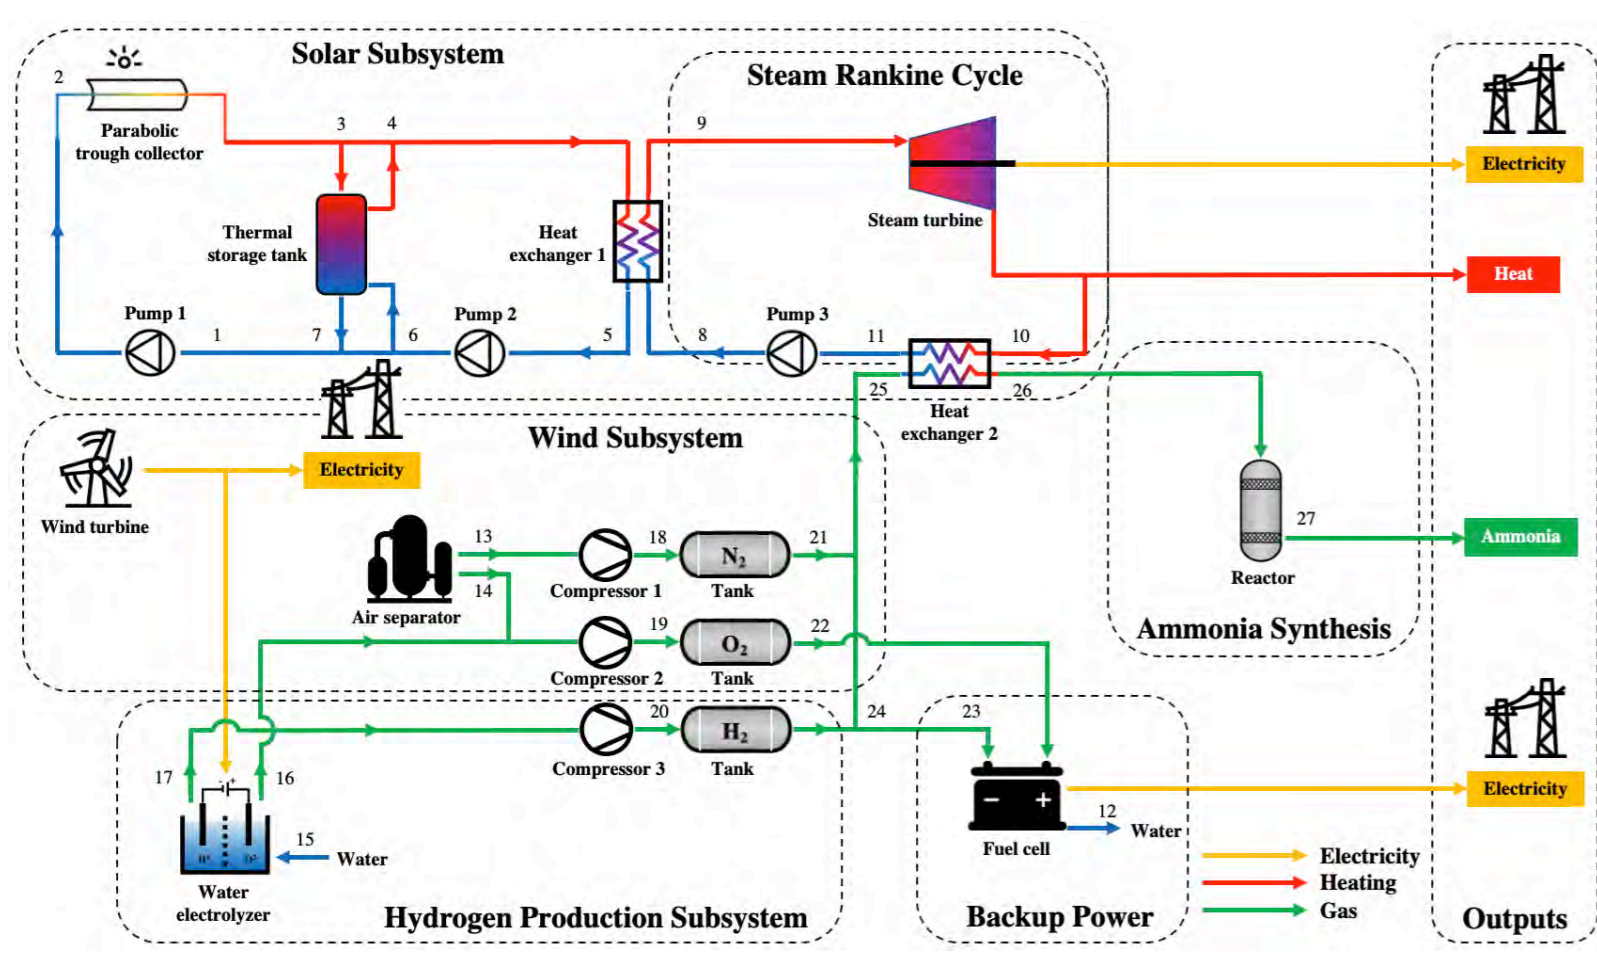 Solar Subsystem
Steam Rankine Cycle
2
Parabolic
trough collector
3
4
9
Electricity
Steam turbine
Thermal
storage tank
Heat
exchanger 1
Heat
Pump 1
1
7
6
Pump 2
5
8
Pump 3
11
10
25
26
Heat
exchanger 2
Wind Subsystem
Electricity
Wind turbine
13
14
Air separator
18
Compressor 1
N2
Tank
21
27
Ammonia
Reactor
Ammonia Synthesis
19
Compressor 2
O2
Tank
22
20
Compressor 3
H2
Tank
24
23
17
16
- +
H+
O2-
15
Water
Water
electrolyzer
Hydrogen Production Subsystem
− +
Fuel cell
12
Water
Electricity
Backup Power
Electricity
Heating
Gas
Outputs